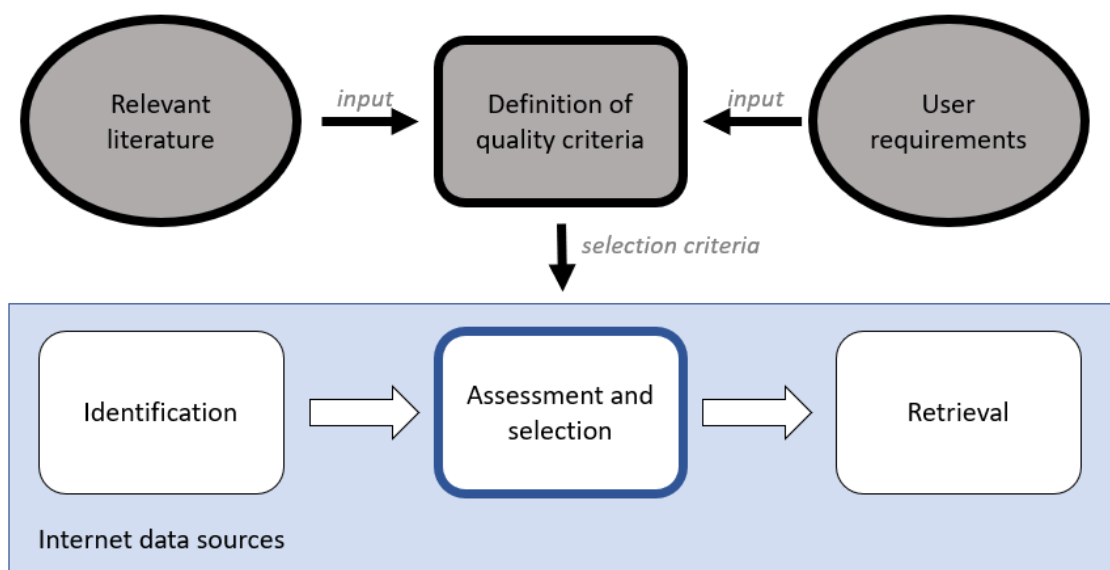 Relevant
literature
input
Definition of
quality criteria
input
User
requirements
selection criteria
Identification
Assessment and
selection
Retrieval
Internet data sources